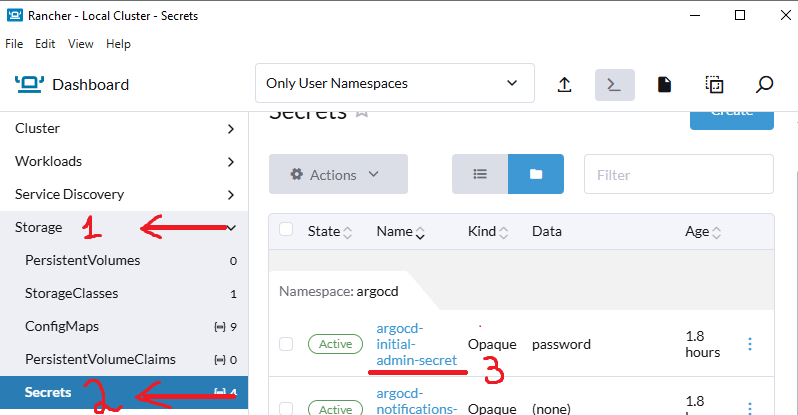 Rancher - Local Cluster - Secrets
File Edit View Help
Dashboard
Only User Namespaces
Cluster
Workloads
Service Discovery
Storage 1
PersistentVolumes 0
StorageClasses 1
ConfigMaps 9
PersistentVolumeClaims 0
Secrets 2 4
Secrets
Create
Actions
Filter
State Name Kind Data Age
Namespace: argocd
Active argocd-initial-admin-secret Opaque password 1.8 hours
3
Active argocd-notifications- Opaque (none) 1.8